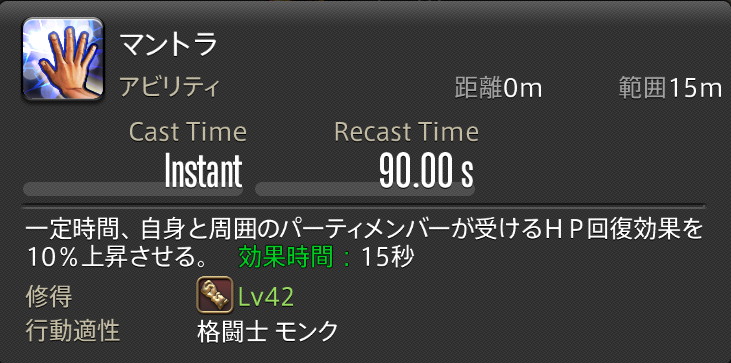 マントラ
アビリティ 距離0m 範囲15m
Cast Time Recast Time
Instant 90.00 s
一定時間、自身と周囲のパーティメンバーが受けるＨＰ回復効果を
10％上昇させる。 効果時間：15秒
修得 Lv42
行動適性 格闘士 モンク